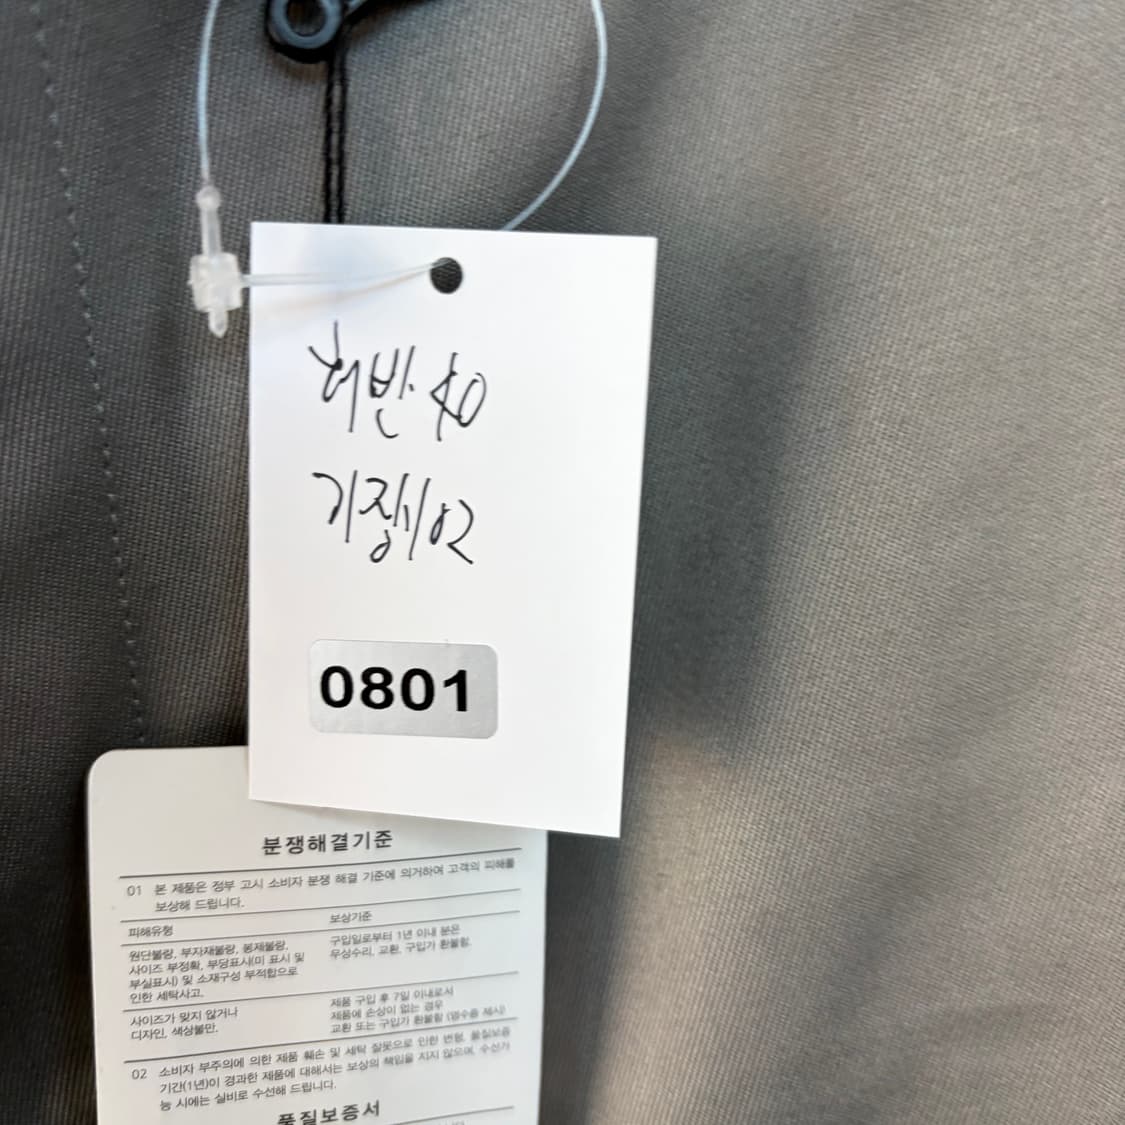 허반 40
기장 102
0801
분쟁해결기준
01 본 제품은 정부 고시 소비자 분쟁 해결 기준에 의거하여 고객의 피해를
보상해 드립니다.
피해유형 보상기준
원단불량, 부자재불량, 봉제불량,
사이즈 부정확, 부당표시(미 표시 및
부실표시) 및 소재구성 부적합으로
인한 세탁사고.
구입일로부터 1년 이내 분은
무상수리, 교환, 구입가 환불함.
사이즈가 맞지 않거나
디자인, 색상불만.
제품 구입 후 7일 이내로서
제품에 손상이 없는 경우
교환 또는 구입가 환불함 (영수증 제시)
02 소비자 부주의에 의한 제품 훼손 및 세탁 잘못으로 인한 변형, 품질보증
기간(1년)이 경과한 제품에 대해서는 보상의 책임을 지지 않으며, 수선가
능 시에는 실비로 수선해 드립니다.
품질보증서